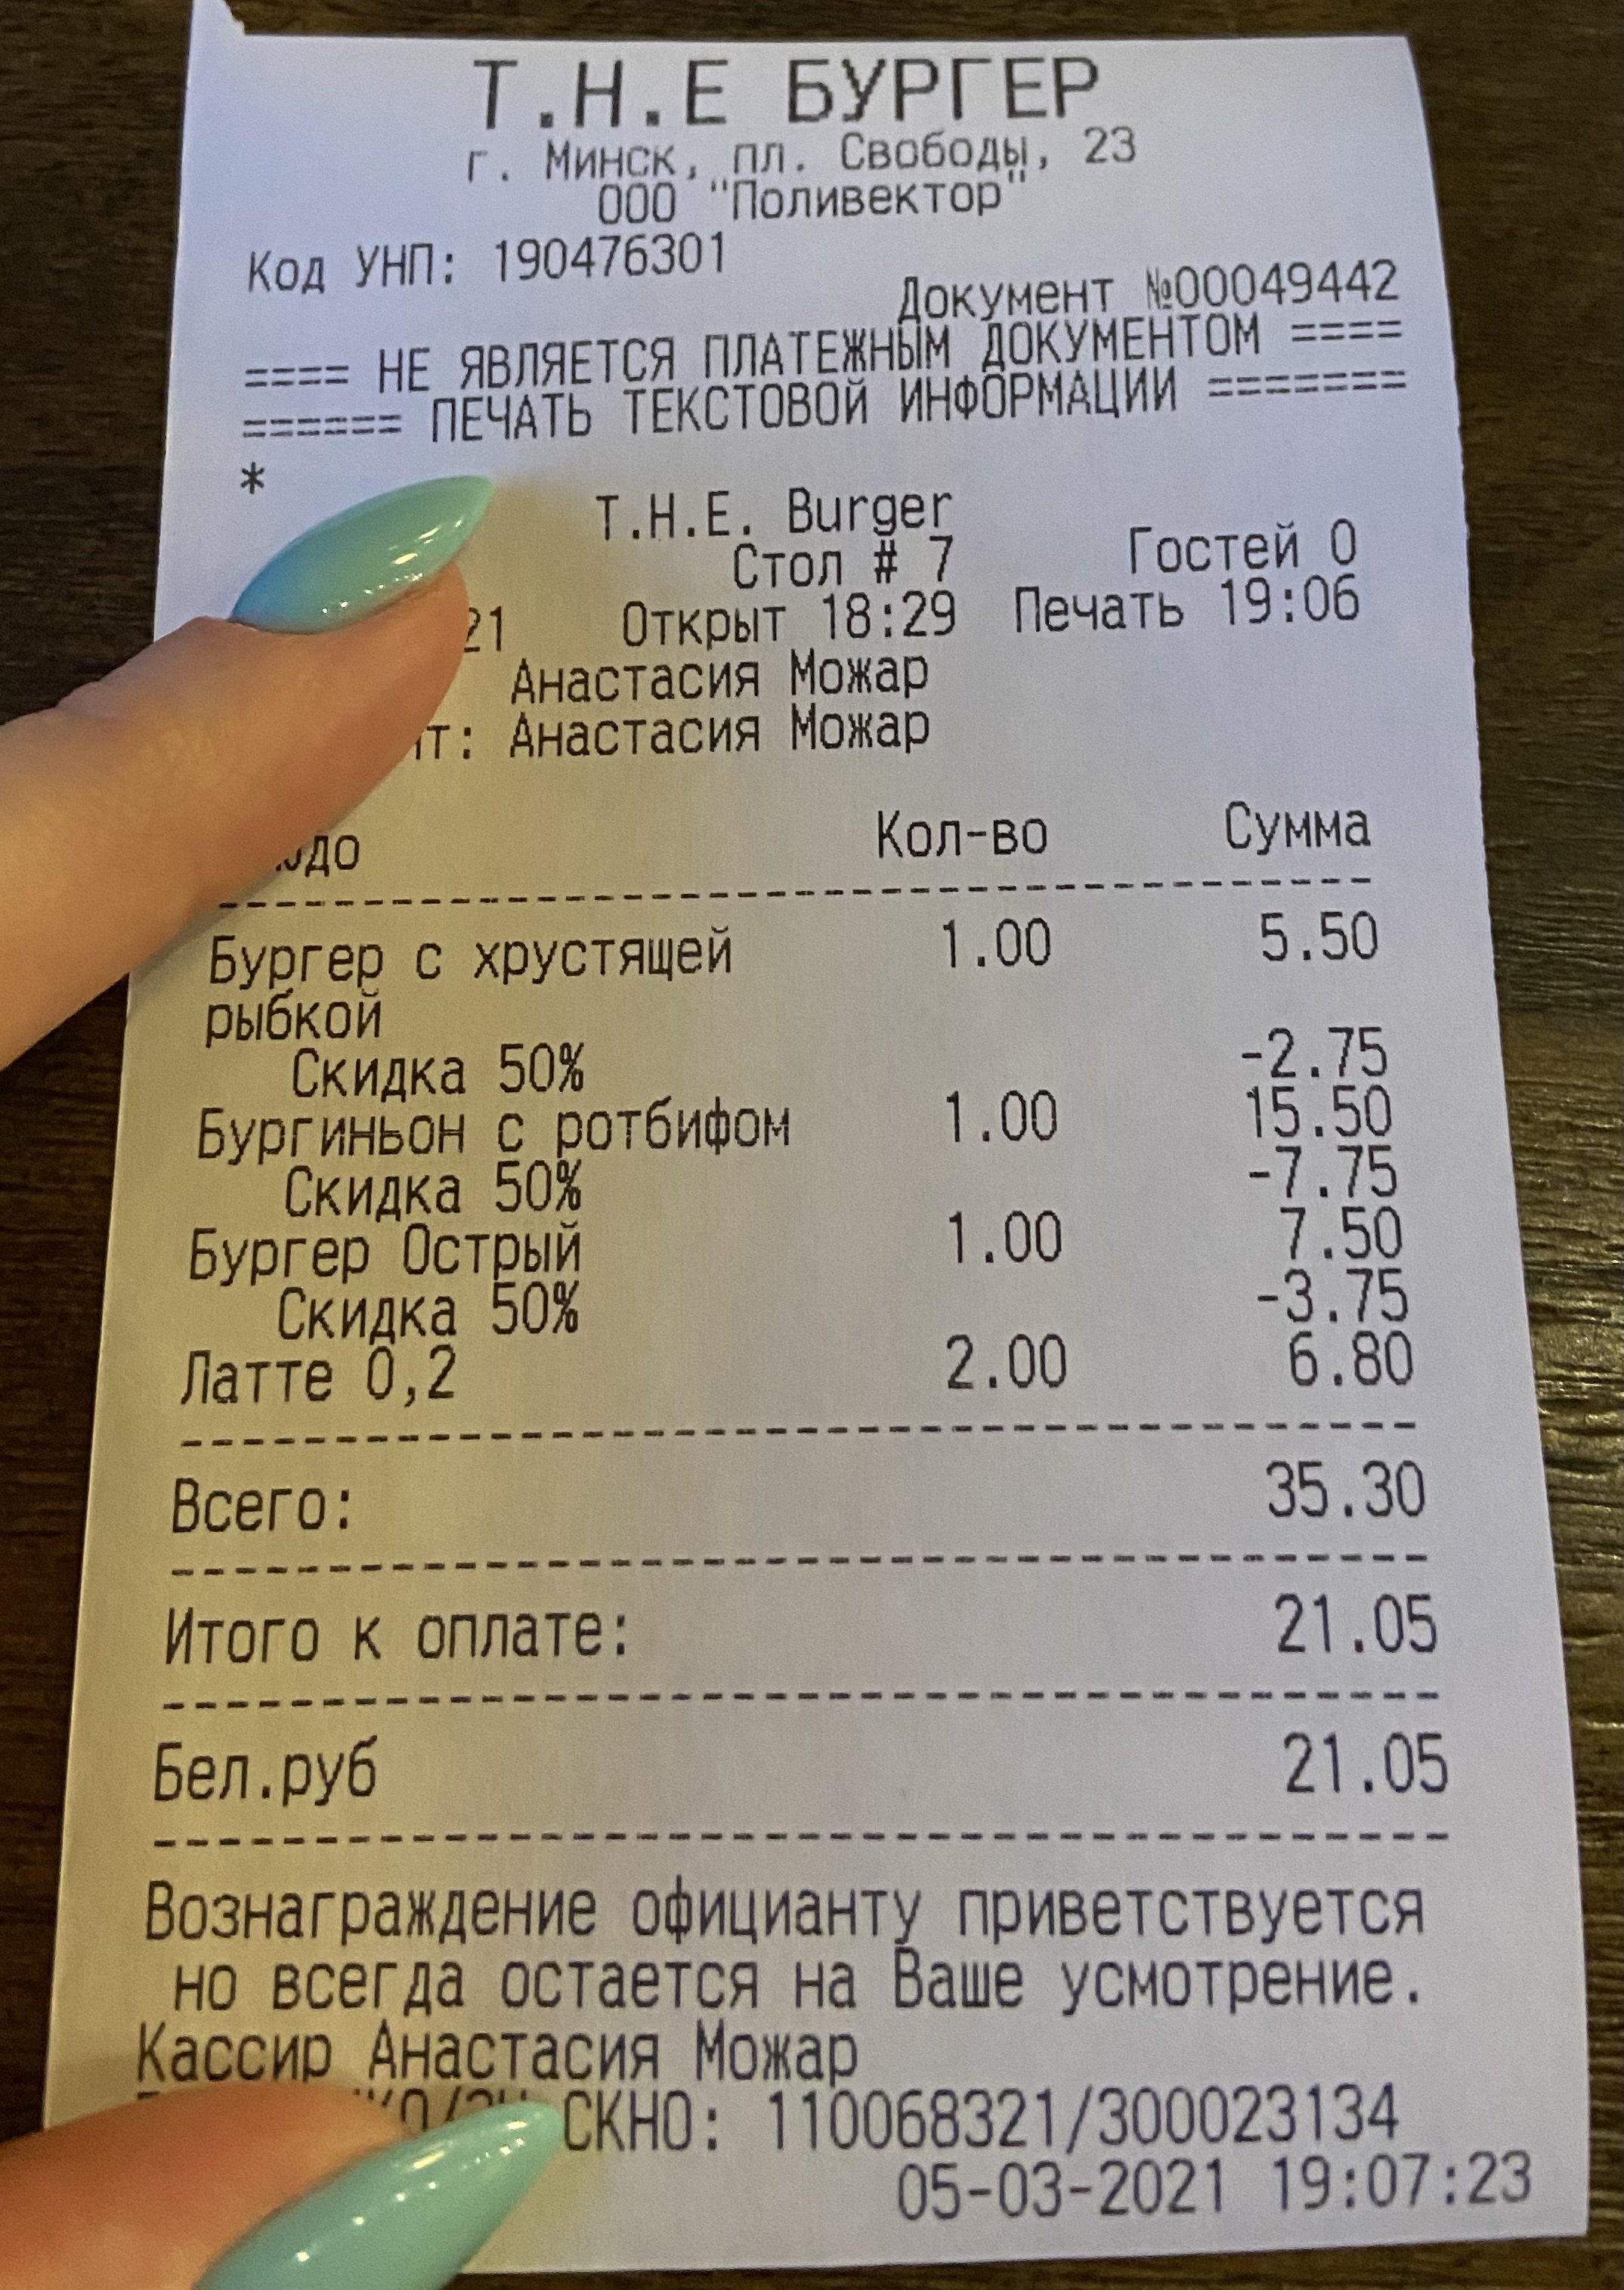 Т.Н.Е БУРГЕР
г. Минск, пл. Свободы, 23
ООО "Поливектор"
Код УНП: 190476301
Документ №00049442
==== НЕ ЯВЛЯЕТСЯ ПЛАТЕЖНЫМ ДОКУМЕНТОМ ====
====== ПЕЧАТЬ ТЕКСТОВОЙ ИНФОРМАЦИИ =======
*
T.H.E. Burger
Стол # 7 Гостей 0
21 Открыт 18:29 Печать 19:06
Анастасия Можар
Анастасия Можар
Кол-во Сумма
Бургер с хрустящей 1.00 5.50
рыбкой
Скидка 50% -2.75
Бургиньон с ротбифом 1.00 15.50
Скидка 50% -7.75
Бургер Острый 1.00 7.50
Скидка 50% -3.75
Латте 0,2 2.00 6.80
Всего: 35.30
Итого к оплате: 21.05
Бел.руб 21.05
Вознаграждение официанту приветствуется
но всегда остается на Ваше усмотрение.
Кассир Анастасия Можар
СКНО: 110068321/300023134
05-03-2021 19:07:23